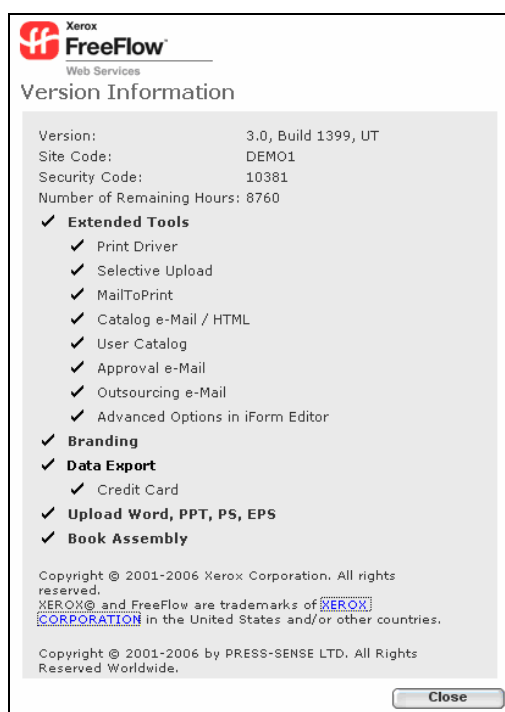 Xerox
FreeFlow
Web Services
Version Information
Version: 3.0, Build 1399, UT
Site Code: DEMO1
Security Code: 10381
Number of Remaining Hours: 8760
Extended Tools
Print Driver
Selective Upload
MailToPrint
Catalog e-Mail / HTML
User Catalog
Approval e-Mail
Outsourcing e-Mail
Advanced Options in iForm Editor
Branding
Data Export
Credit Card
Upload Word, PPT, PS, EPS
Book Assembly
Copyright © 2001-2006 Xerox Corporation. All rights
reserved.
XEROX® and FreeFlow are trademarks of XEROX
CORPORATION in the United States and/or other countries.
Copyright © 2001-2006 by PRESS-SENSE LTD. All Rights
Reserved Worldwide.
Close